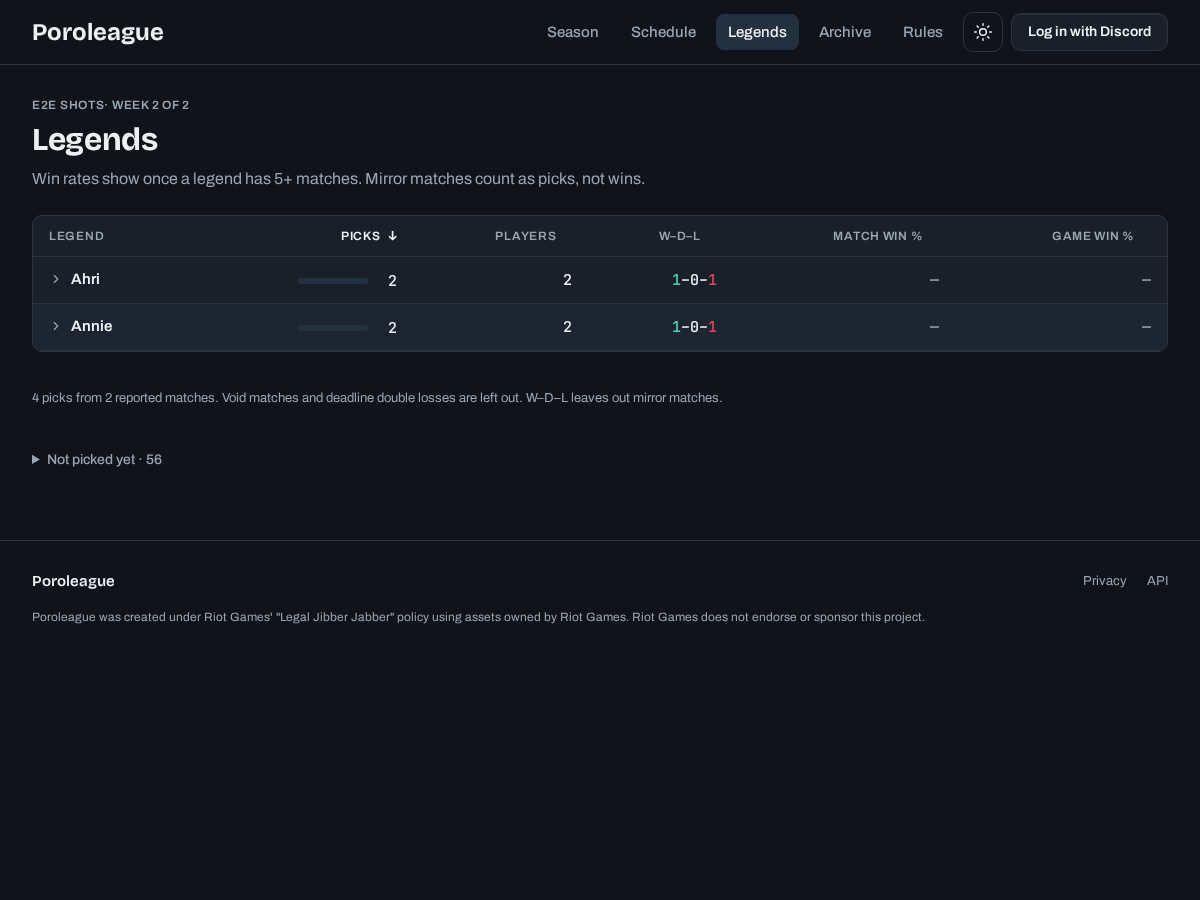 Poroleague Season Schedule Legends Archive Rules Log in with Discord
E2E SHOTS· WEEK 2 OF 2
Legends
Win rates show once a legend has 5+ matches. Mirror matches count as picks, not wins.
LEGEND PICKS ↓ PLAYERS W–D–L MATCH WIN % GAME WIN %
Ahri 2 2 1–0–1 — —
Annie 2 2 1–0–1 — —
4 picks from 2 reported matches. Void matches and deadline double losses are left out. W–D–L leaves out mirror matches.
Not picked yet · 56
Poroleague Privacy API
Poroleague was created under Riot Games' "Legal Jibber Jabber" policy using assets owned by Riot Games. Riot Games does not endorse or sponsor this project.